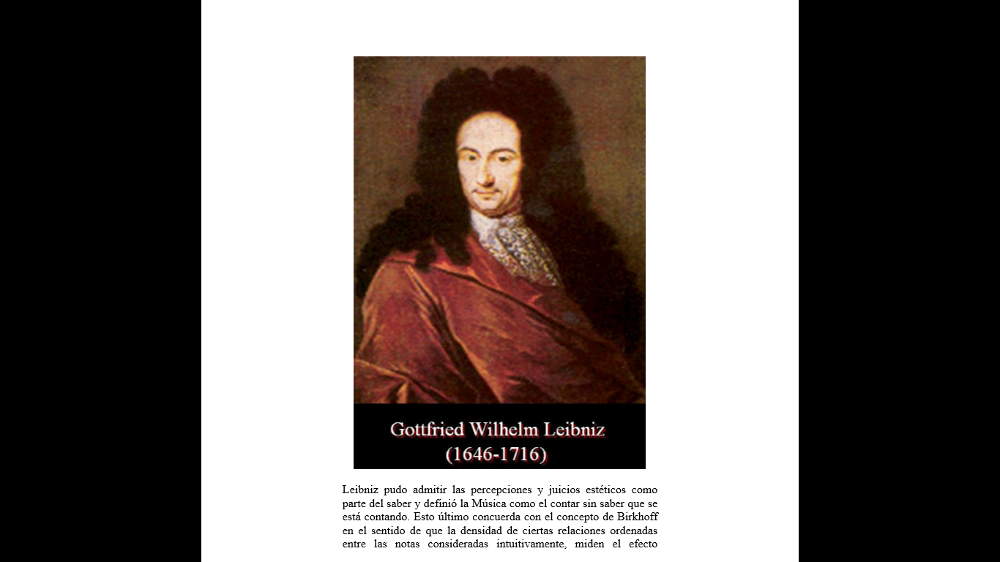 Gottfried Wilhelm Leibniz
(1646-1716)
Leibniz pudo admitir las percepciones y juicios estéticos como
parte del saber y definió la Música como el contar sin saber que se
está contando. Esto último concuerda con el concepto de Birkhoff
en el sentido de que la densidad de ciertas relaciones ordenadas
entre las notas consideradas intuitivamente, miden el efecto